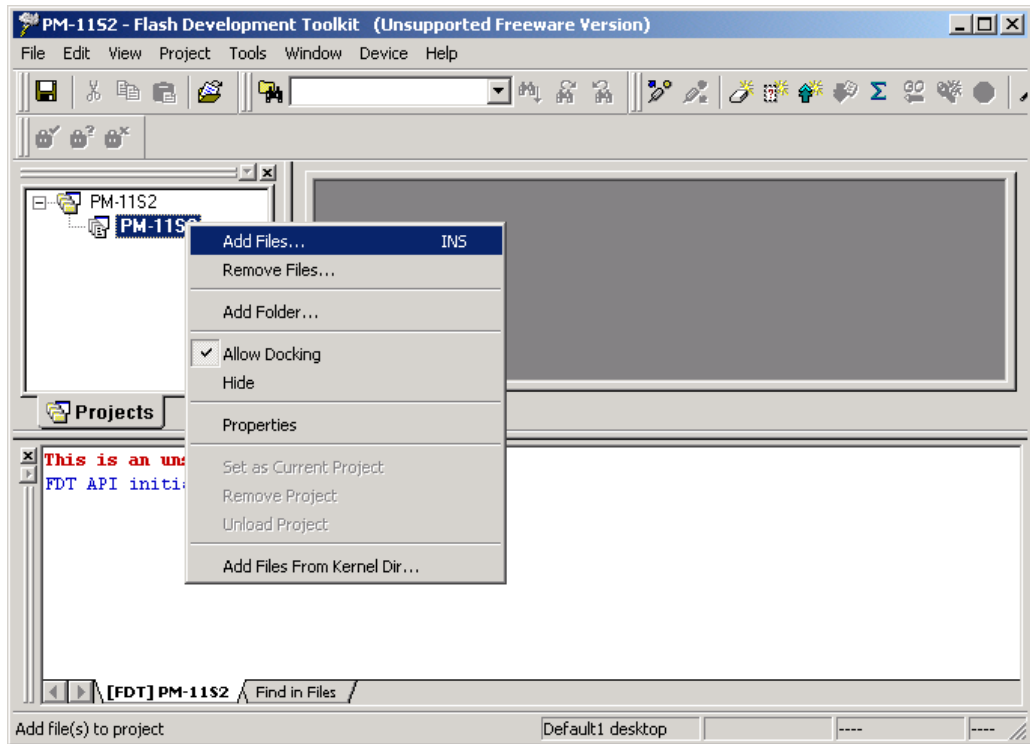 PM-11S2 - Flash Development Toolkit (Unsupported Freeware Version)
File Edit View Project Tools Window Device Help
PM-11S2
PM-11S
Add Files... INS
Remove Files...
Add Folder...
Allow Docking
Hide
Properties
Set as Current Project
Remove Project
Unload Project
Add Files From Kernel Dir...
Projects
This is an uns
FDT API initia
[FDT] PM-11S2 Find in Files
Add file(s) to project Default1 desktop ---- ----